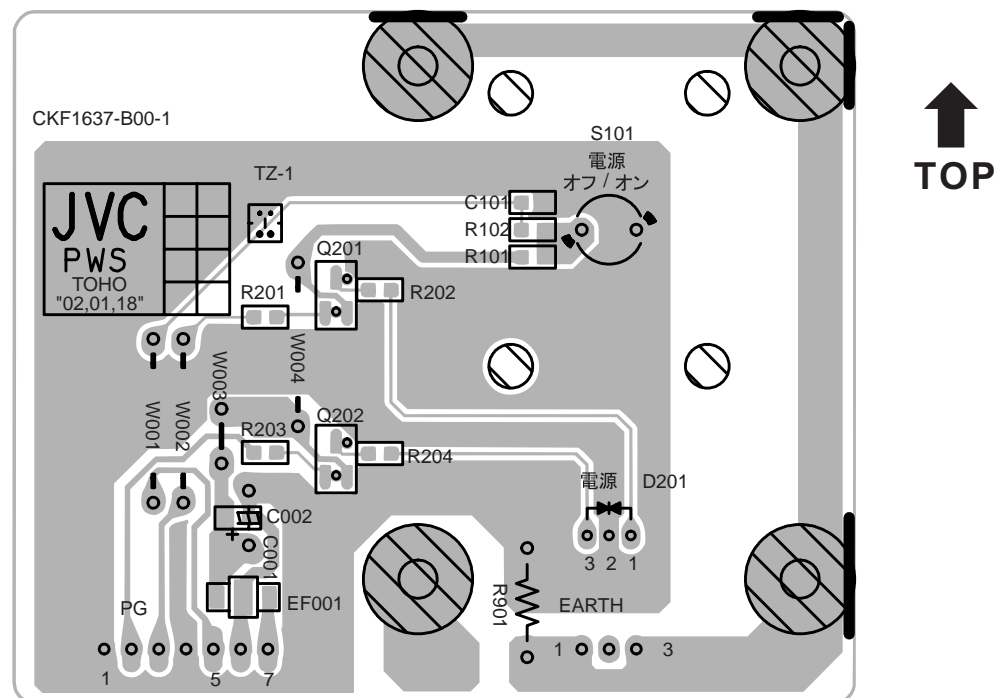 CKF1637-B00-1
TOP
S101
電源
オフ / オン
TZ-1
JVC
PWS
TOHO
"02,01,18"
C101
R102
R101
Q201
R201
R202
W003
W004
W001
W002
Q202
R203
R204
電源
D201
C002
C001
3 2 1
EF001
PG
R901
EARTH
1
5
7
1
3
+